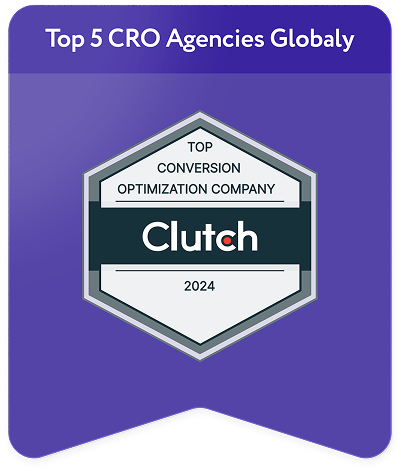 Top 5 CRO Agencies Globaly
TOP
CONVERSION
OPTIMIZATION COMPANY
Clutch
2024